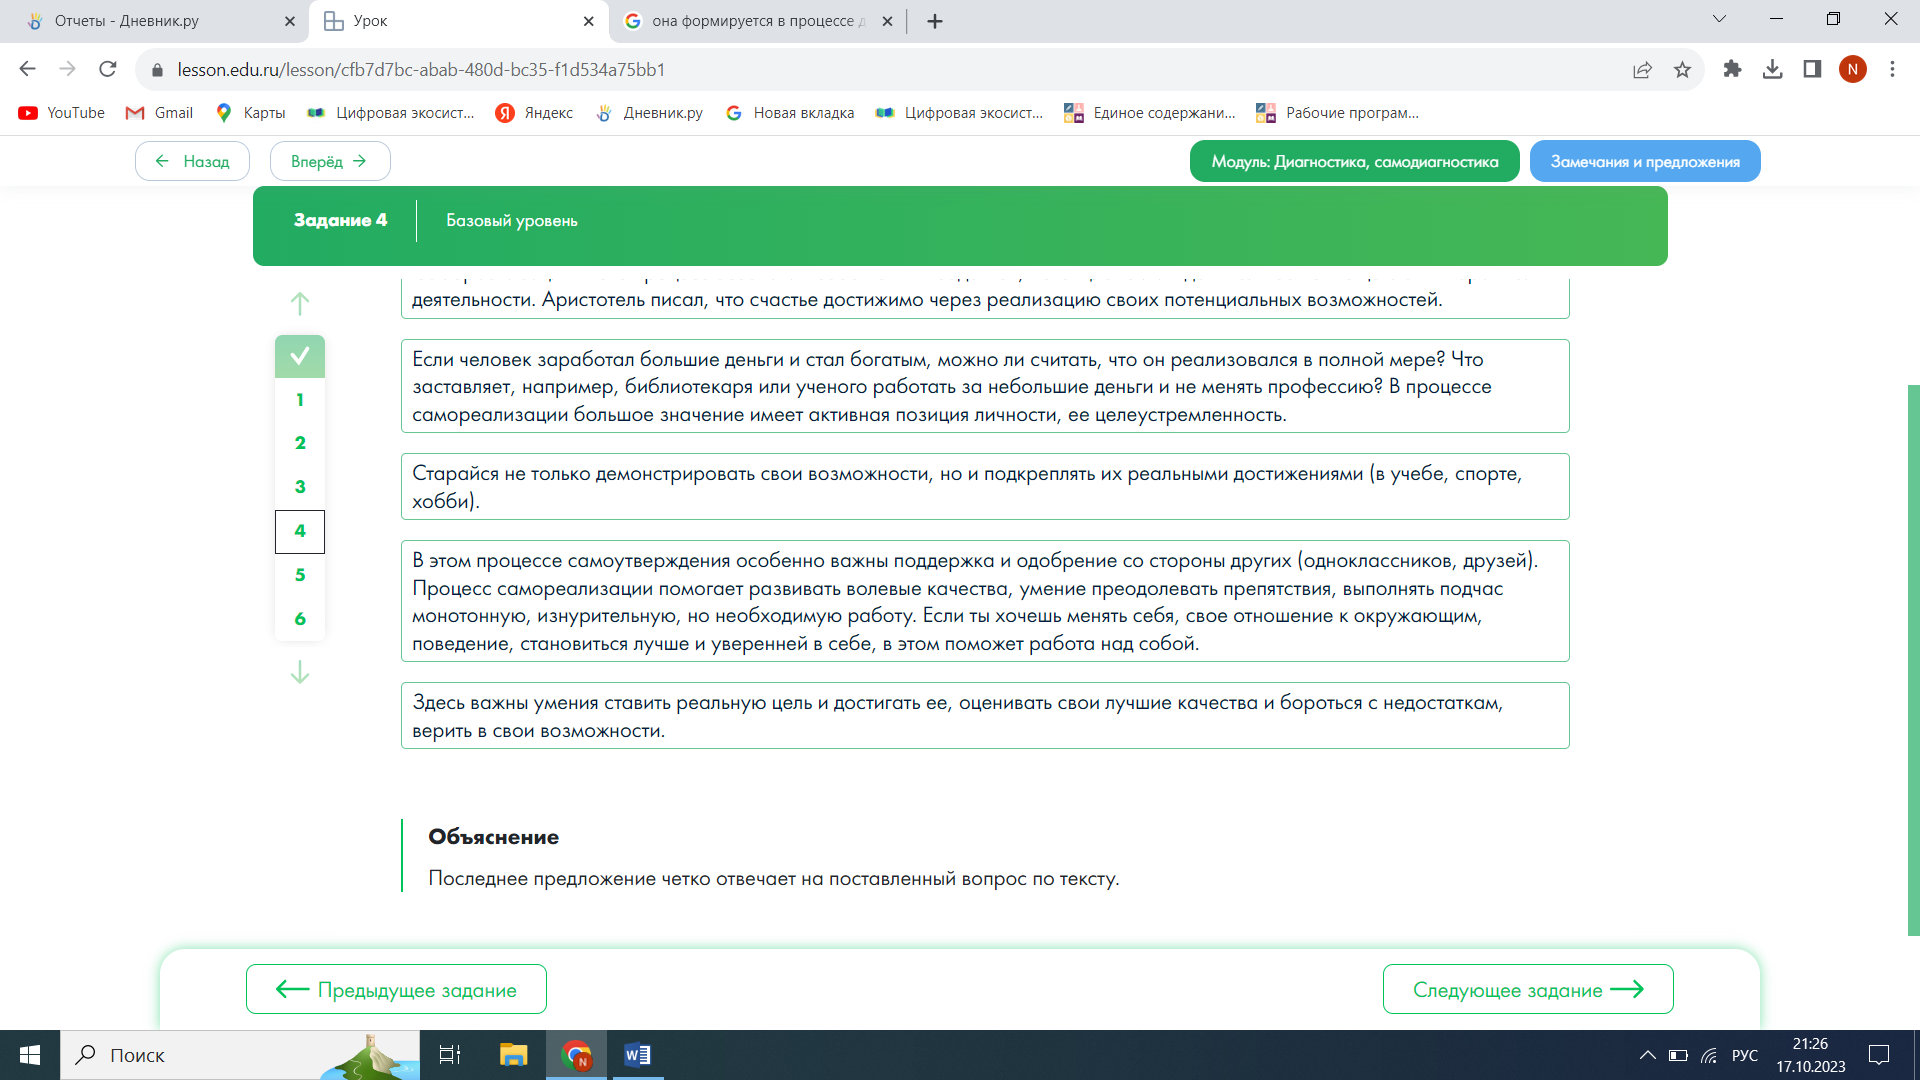 Отчеты - Дневник.ру
Урок
она формируется в процессе д
lesson.edu.ru/lesson/cfb7d7bc-abab-480d-bc35-f1d534a75bb1
N
YouTube
Gmail
Карты
Цифровая экосист...
Яндекс
Дневник.ру
Новая вкладка
Цифровая экосист...
Единое содержани...
Рабочие програм...
Назад
Вперёд
Модуль: Диагностика, самодиагностика
Замечания и предложения
Задание 4
Базовый уровень
деятельности. Аристотель писал, что счастье достижимо через реализацию своих потенциальных возможностей.
Если человек заработал большие деньги и стал богатым, можно ли считать, что он реализовался в полной мере? Что
заставляет, например, библиотекаря или ученого работать за небольшие деньги и не менять профессию? В процессе
самореализации большое значение имеет активная позиция личности, ее целеустремленность.
Старайся не только демонстрировать свои возможности, но и подкреплять их реальными достижениями (в учебе, спорте,
хобби).
В этом процессе самоутверждения особенно важны поддержка и одобрение со стороны других (одноклассников, друзей).
Процесс самореализации помогает развивать волевые качества, умение преодолевать препятствия, выполнять подчас
монотонную, изнурительную, но необходимую работу. Если ты хочешь менять себя, свое отношение к окружающим,
поведение, становиться лучше и уверенней в себе, в этом поможет работа над собой.
Здесь важны умения ставить реальную цель и достигать ее, оценивать свои лучшие качества и бороться с недостаткам,
верить в свои возможности.
1
2
3
4
5
6
Объяснение
Последнее предложение четко отвечает на поставленный вопрос по тексту.
Предыдущее задание
Следующее задание
Поиск
РУС
21:26
17.10.2023